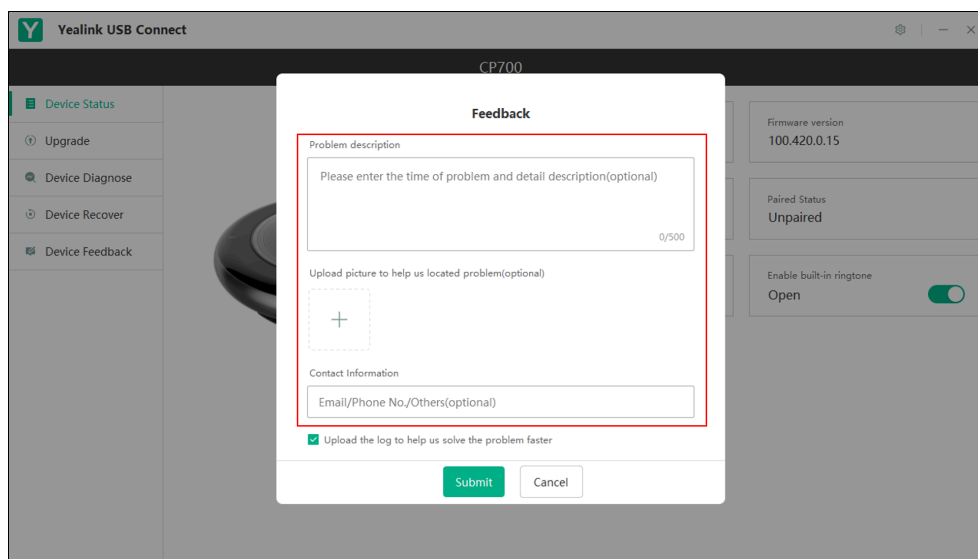 Y Yealink USB Connect
CP700
Device Status
Upgrade
Device Diagnose
Device Recover
Device Feedback
Feedback
Problem description
Please enter the time of problem and detail description(optional)
0/500
Upload picture to help us located problem(optional)
Contact Information
Email/Phone No./Others(optional)
Upload the log to help us solve the problem faster
Submit
Cancel
Firmware version
100.420.0.15
Paired Status
Unpaired
Enable built-in ringtone
Open